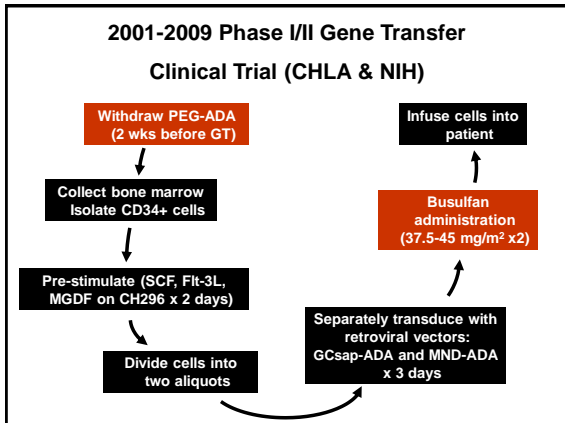 2001-2009 Phase I/II Gene Transfer
Clinical Trial (CHLA & NIH)
Withdraw PEG-ADA
(2 wks before GT)
Collect bone marrow
Isolate CD34+ cells
Pre-stimulate (SCF, Flt-3L,
MGDF on CH296 x 2 days)
Divide cells into
two aliquots
Separately transduce with
retroviral vectors:
GCsap-ADA and MND-ADA
x 3 days
Busulfan
administration
(37.5-45 mg/m² x2)
Infuse cells into
patient